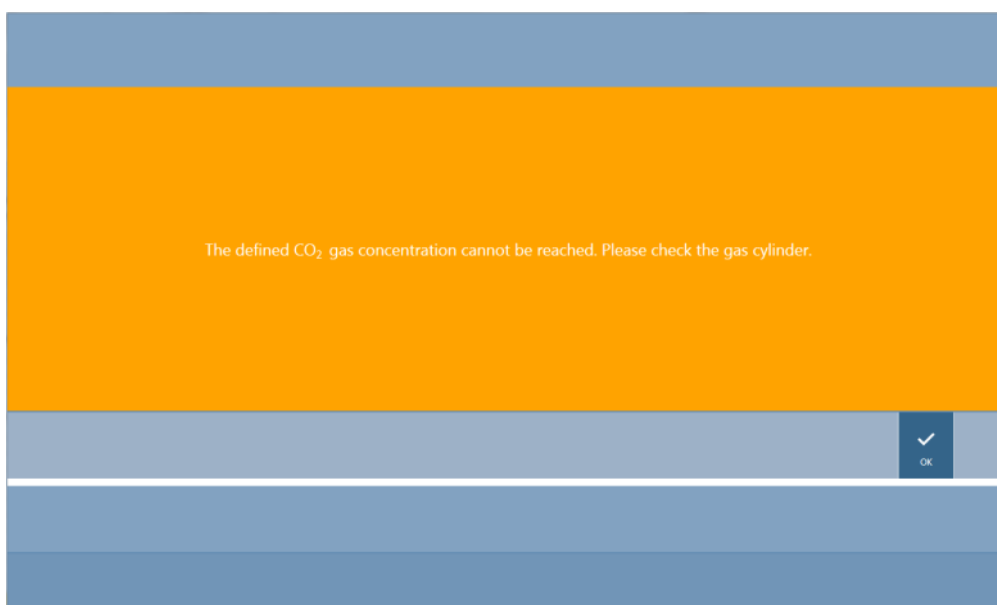 The defined CO₂ gas concentration cannot be reached. Please check the gas cylinder.
OK